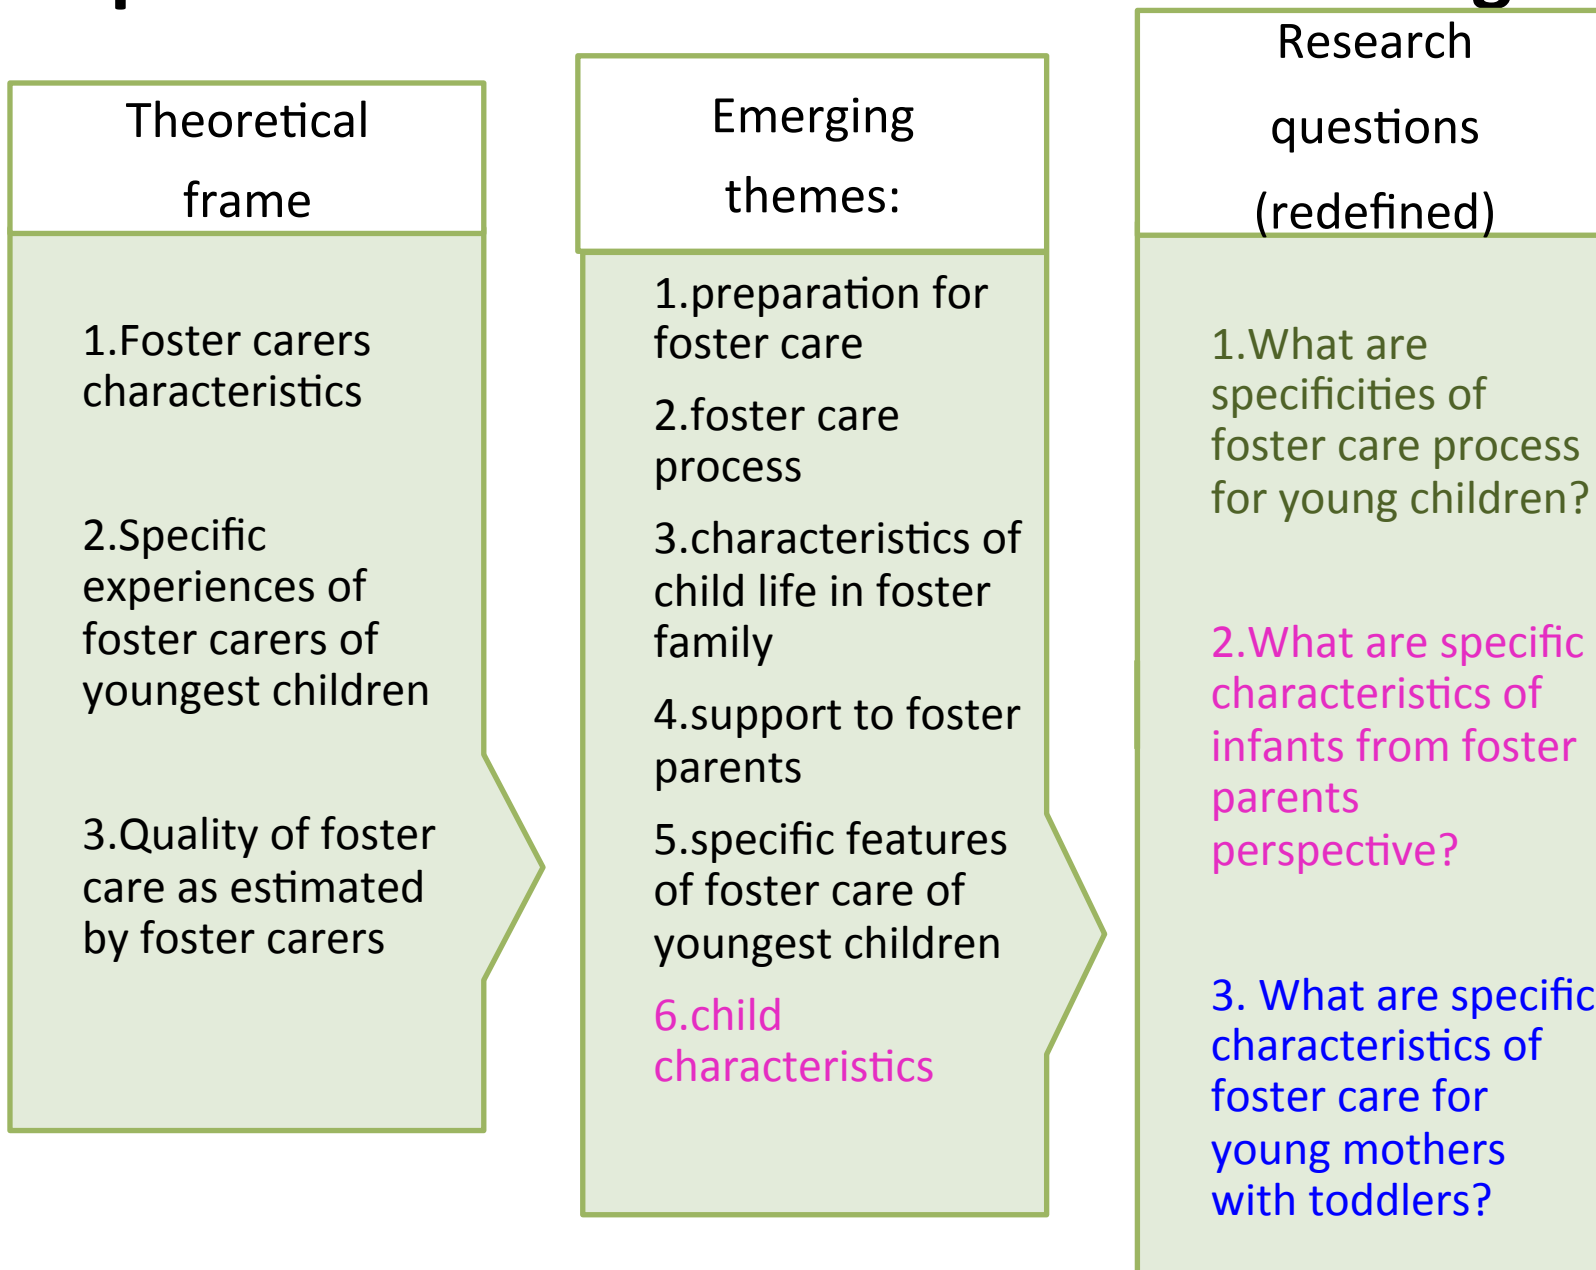 Theoretical
frame
1.Foster carers
characteristics
2.Specific
experiences of
foster carers of
youngest children
3.Quality of foster
care as estimated
by foster carers
Emerging
themes:
1.preparation for
foster care
2.foster care
process
3.characteristics of
child life in foster
family
4.support to foster
parents
5.specific features
of foster care of
youngest children
6.child
characteristics
Research
questions
(redefined)
1.What are
specificities of
foster care process
for young children?
2.What are specific
characteristics of
infants from foster
parents
perspective?
3. What are specific
characteristics of
foster care for
young mothers
with toddlers?